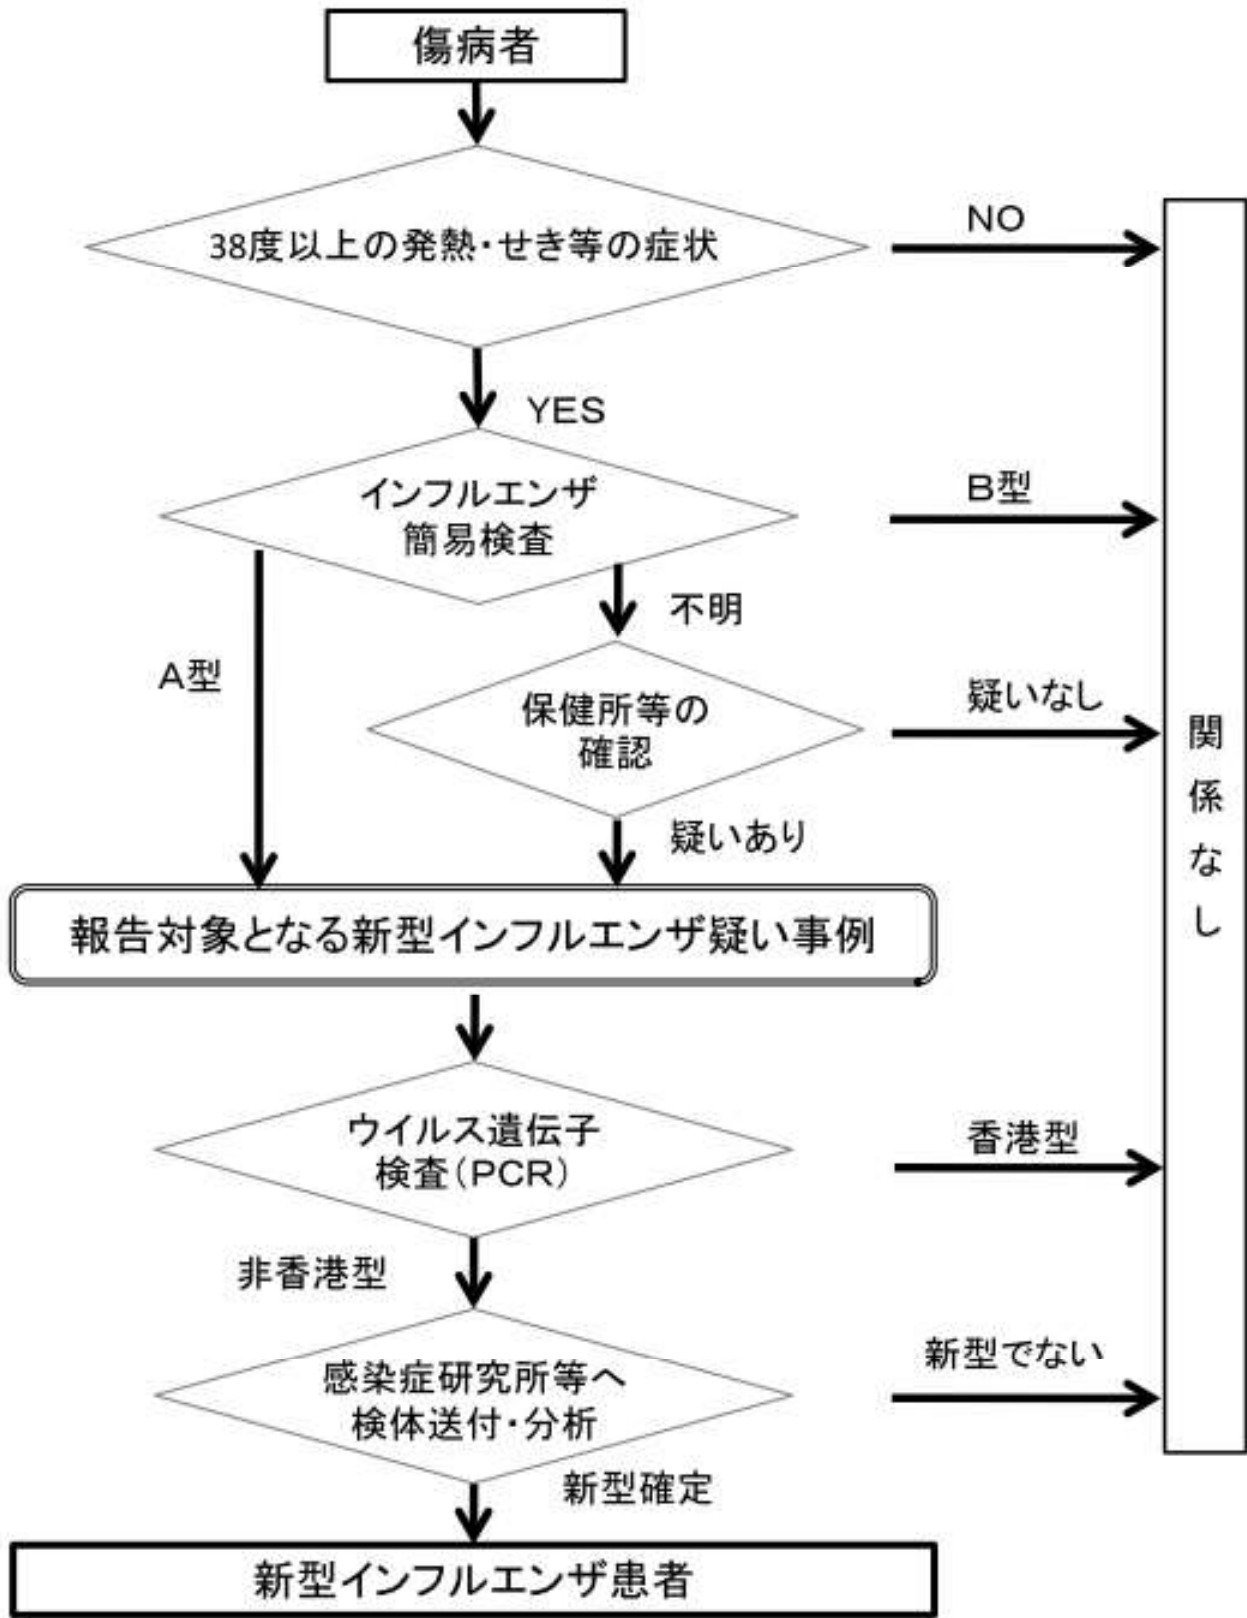 傷病者
38度以上の発熱・せき等の症状
NO
YES
インフルエンザ
簡易検査
B型
不明
A型
保健所等の
確認
疑いなし
疑いあり
関係なし
報告対象となる新型インフルエンザ疑い事例
ウイルス遺伝子
検査(PCR)
香港型
非香港型
感染症研究所等へ
検体送付・分析
新型でない
新型確定
新型インフルエンザ患者